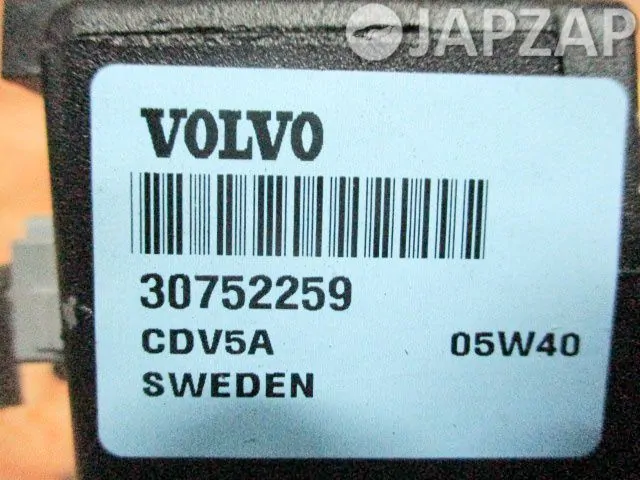 JAPZAP
VOLVO
30752259
CDV5A 05W40
SWEDEN